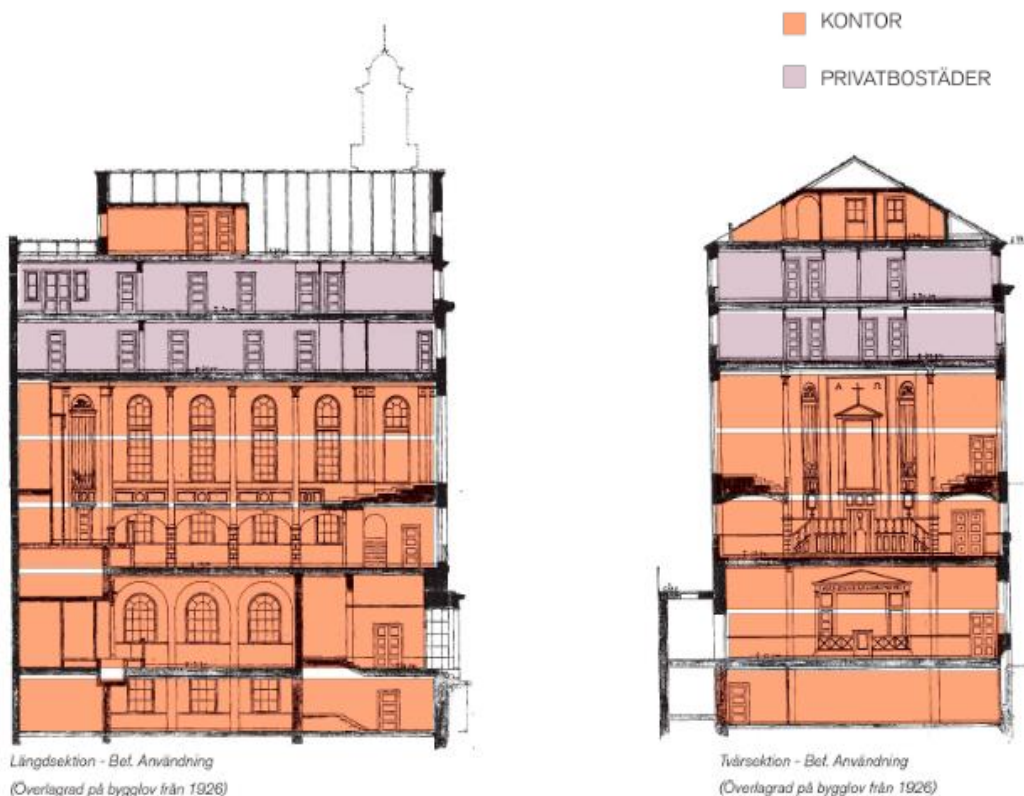 KONTOR
PRIVATBOSTÄDER
A Ω
Längdsektion - Bef. Användning
(Överlagrad på bygglov från 1926)
Tvärsektion - Bef. Användning
(Överlagrad på bygglov från 1926)